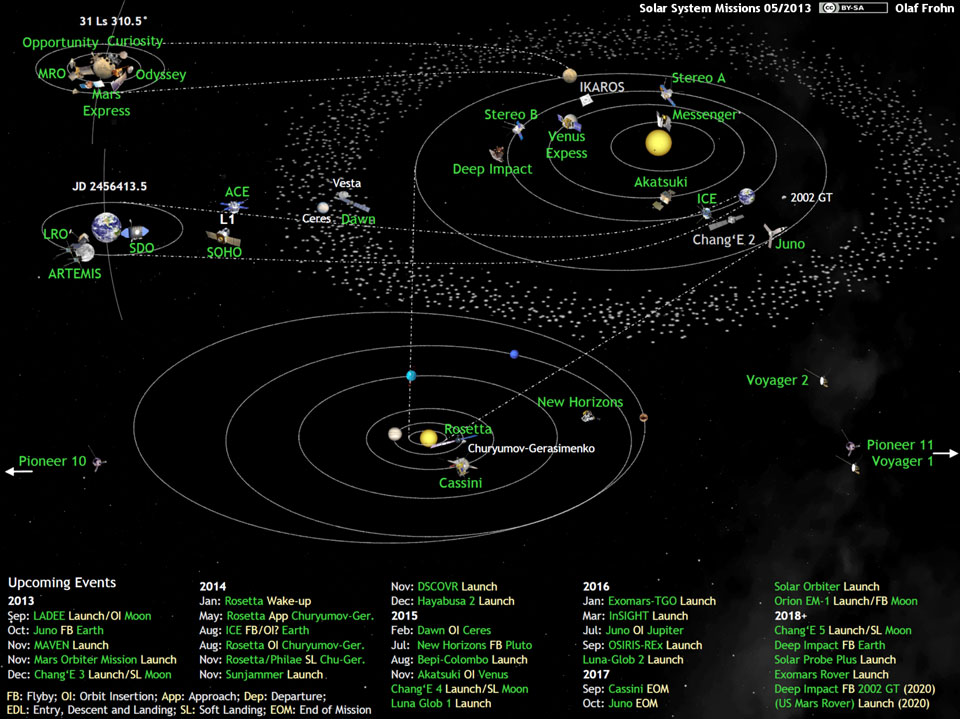 Solar System Missions 05/2013 cc BY-SA Olaf Frohn
31 Ls 310.5°
Opportunity Curiosity
MRO Odyssey
Mars
Express
IKAROS
Stereo A
Stereo B
Messenger
Venus
Expess
Deep Impact
JD 2456413.5
ACE
L1
Vesta
Ceres Dawn
Akatsuki
ICE
2002 GT
LRO
SDO
SOHO
ARTEMIS
Chang'E 2
Juno
Voyager 2
New Horizons
Rosetta
Churyumov-Gerasimenko
Cassini
Pioneer 10
Pioneer 11
Voyager 1
Upcoming Events
2013
Sep: LADEE Launch/OI Moon
Oct: Juno FB Earth
Nov: MAVEN Launch
Nov: Mars Orbiter Mission Launch
Dec: Chang'E 3 Launch/SL Moon
FB: Flyby; OI: Orbit Insertion; App: Approach; Dep: Departure;
EDL: Entry, Descent and Landing; SL: Soft Landing; EOM: End of Mission
2014
Jan: Rosetta Wake-up
May: Rosetta App Churyumov-Ger.
Aug: ICE FB/OI? Earth
Aug: Rosetta OI Churyumov-Ger.
Nov: Rosetta/Philae SL Chu-Ger.
Nov: Sunjammer Launch
Nov: DSCOVR Launch
Dec: Hayabusa 2 Launch
2015
Feb: Dawn OI Ceres
Jul: New Horizons FB Pluto
Aug: Bepi-Colombo Launch
Nov: Akatsuki OI Venus
Chang'E 4 Launch/SL Moon
Luna Glob 1 Launch
2016
Jan: Exomars-TGO Launch
Mar: InSIGHT Launch
Jul: Juno OI Jupiter
Sep: OSIRIS-REx Launch
Luna-Glob 2 Launch
2017
Sep: Cassini EOM
Oct: Juno EOM
Solar Orbiter Launch
Orion EM-1 Launch/FB Moon
2018+
Chang'E 5 Launch/SL Moon
Deep Impact FB Earth
Solar Probe Plus Launch
Exomars Rover Launch
Deep Impact FB 2002 GT (2020)
(US Mars Rover) Launch (2020)